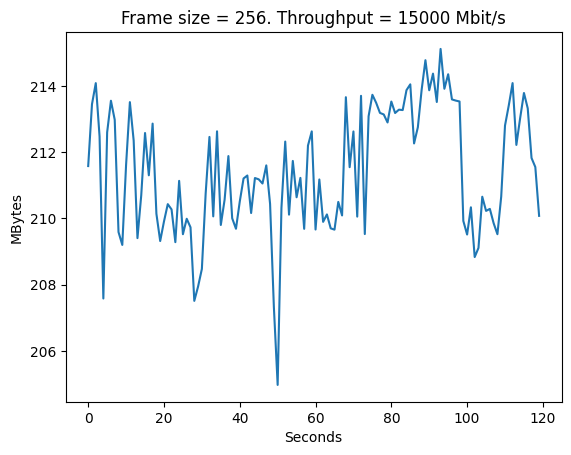 Frame size = 256. Throughput = 15000 Mbit/s
214
212
210
208
206
MBytes
0 20 40 60 80 100 120
Seconds